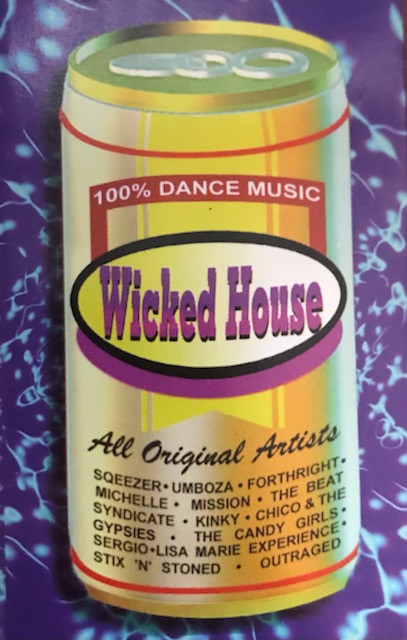 100% DANCE MUSIC
Wicked House
All Original Artists
SQEEZER • UMBOZA • FORTHRIGHT •
MICHELLE • MISSION • THE BEAT
SYNDICATE • KINKY • CHICO & THE
GYPSIES • THE CANDY GIRLS •
SERGIO • LISA MARIE EXPERIENCE •
STIX 'N' STONED • OUTRAGED